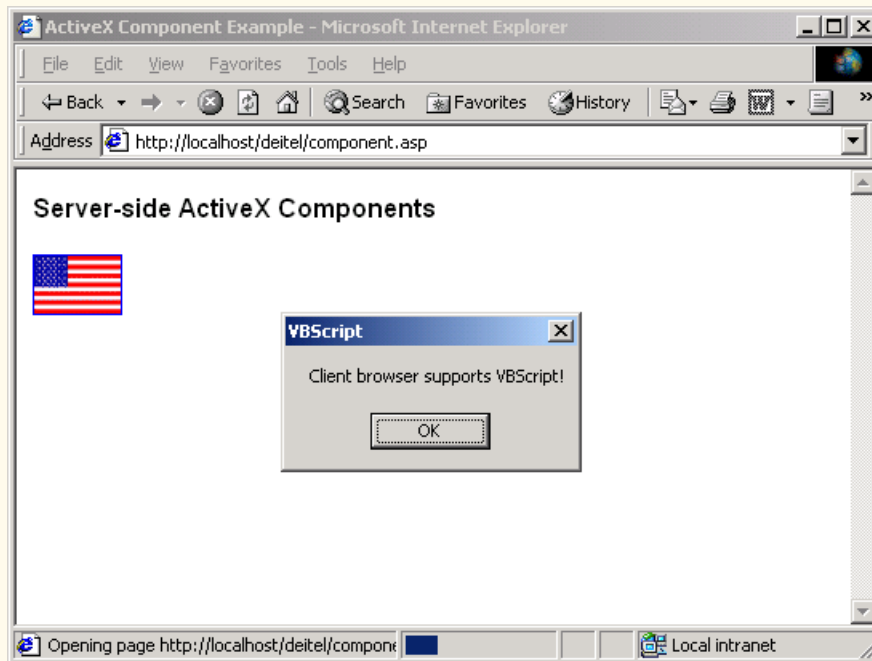 ActiveX Component Example - Microsoft Internet Explorer
File Edit View Favorites Tools Help
Back Search Favorites History »
Address http://localhost/deitel/component.asp
Server-side ActiveX Components
VBScript
Client browser supports VBScript!
OK
Opening page http://localhost/deitel/compone Local intranet